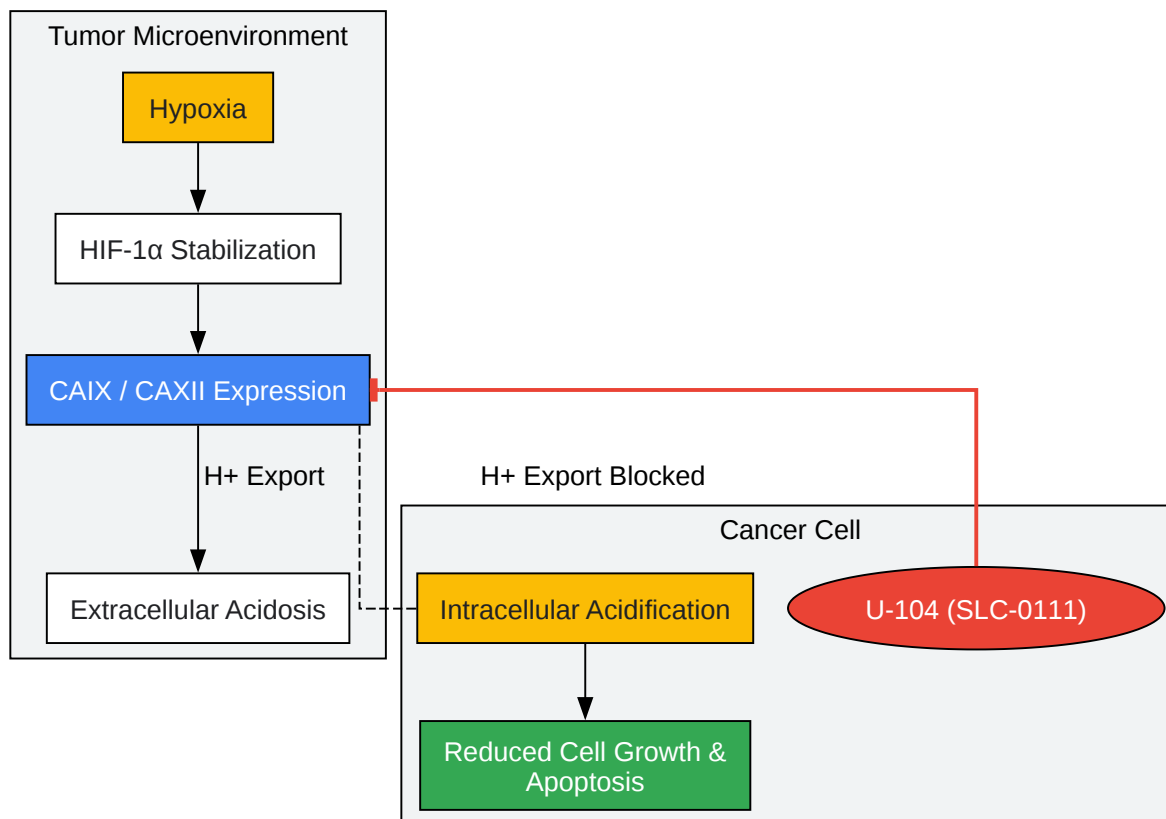 Tumor Microenvironment
Hypoxia
HIF-1α Stabilization
CAIX / CAXII Expression
H+ Export
H+ Export Blocked
Cancer Cell
Extracellular Acidosis
Intracellular Acidification
U-104 (SLC-0111)
Reduced Cell Growth &
Apoptosis